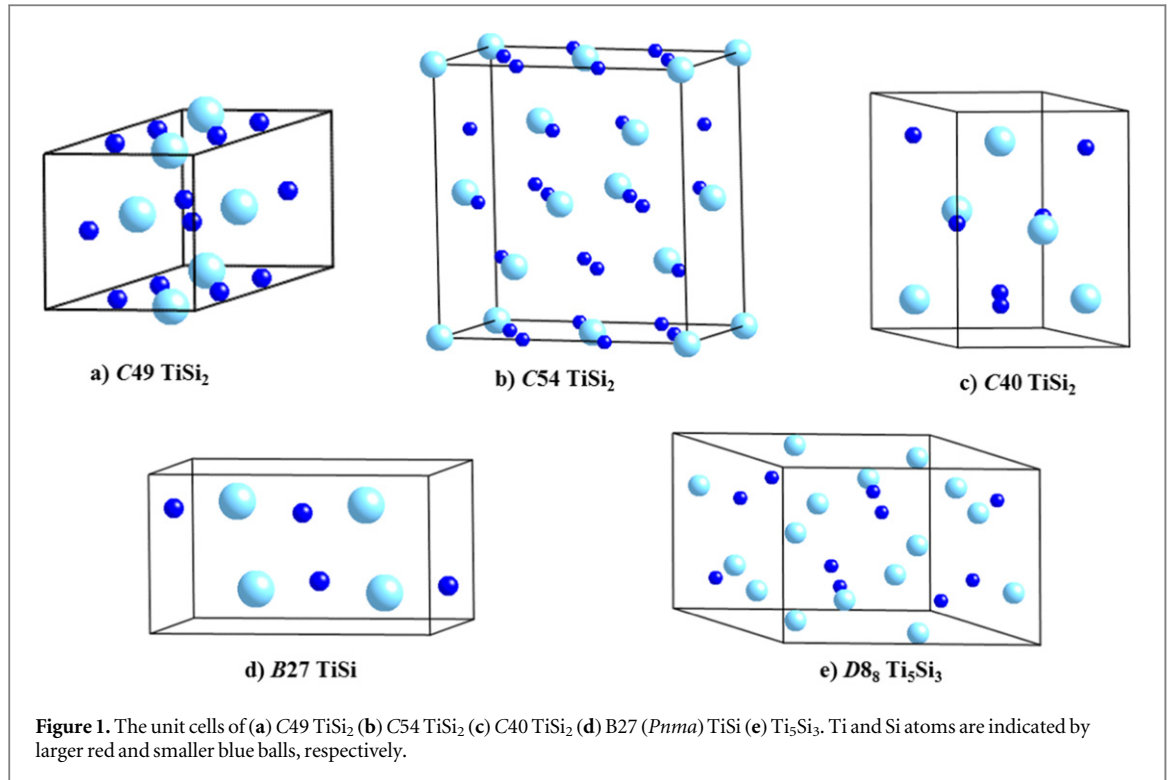 a) C49 TiSi₂
b) C54 TiSi₂
c) C40 TiSi₂
d) B27 TiSi
e) D8₈ Ti₅Si₃
Figure 1. The unit cells of (a) C49 TiSi₂ (b) C54 TiSi₂ (c) C40 TiSi₂ (d) B27 (Pnma) TiSi (e) Ti₅Si₃. Ti and Si atoms are indicated by
larger red and smaller blue balls, respectively.